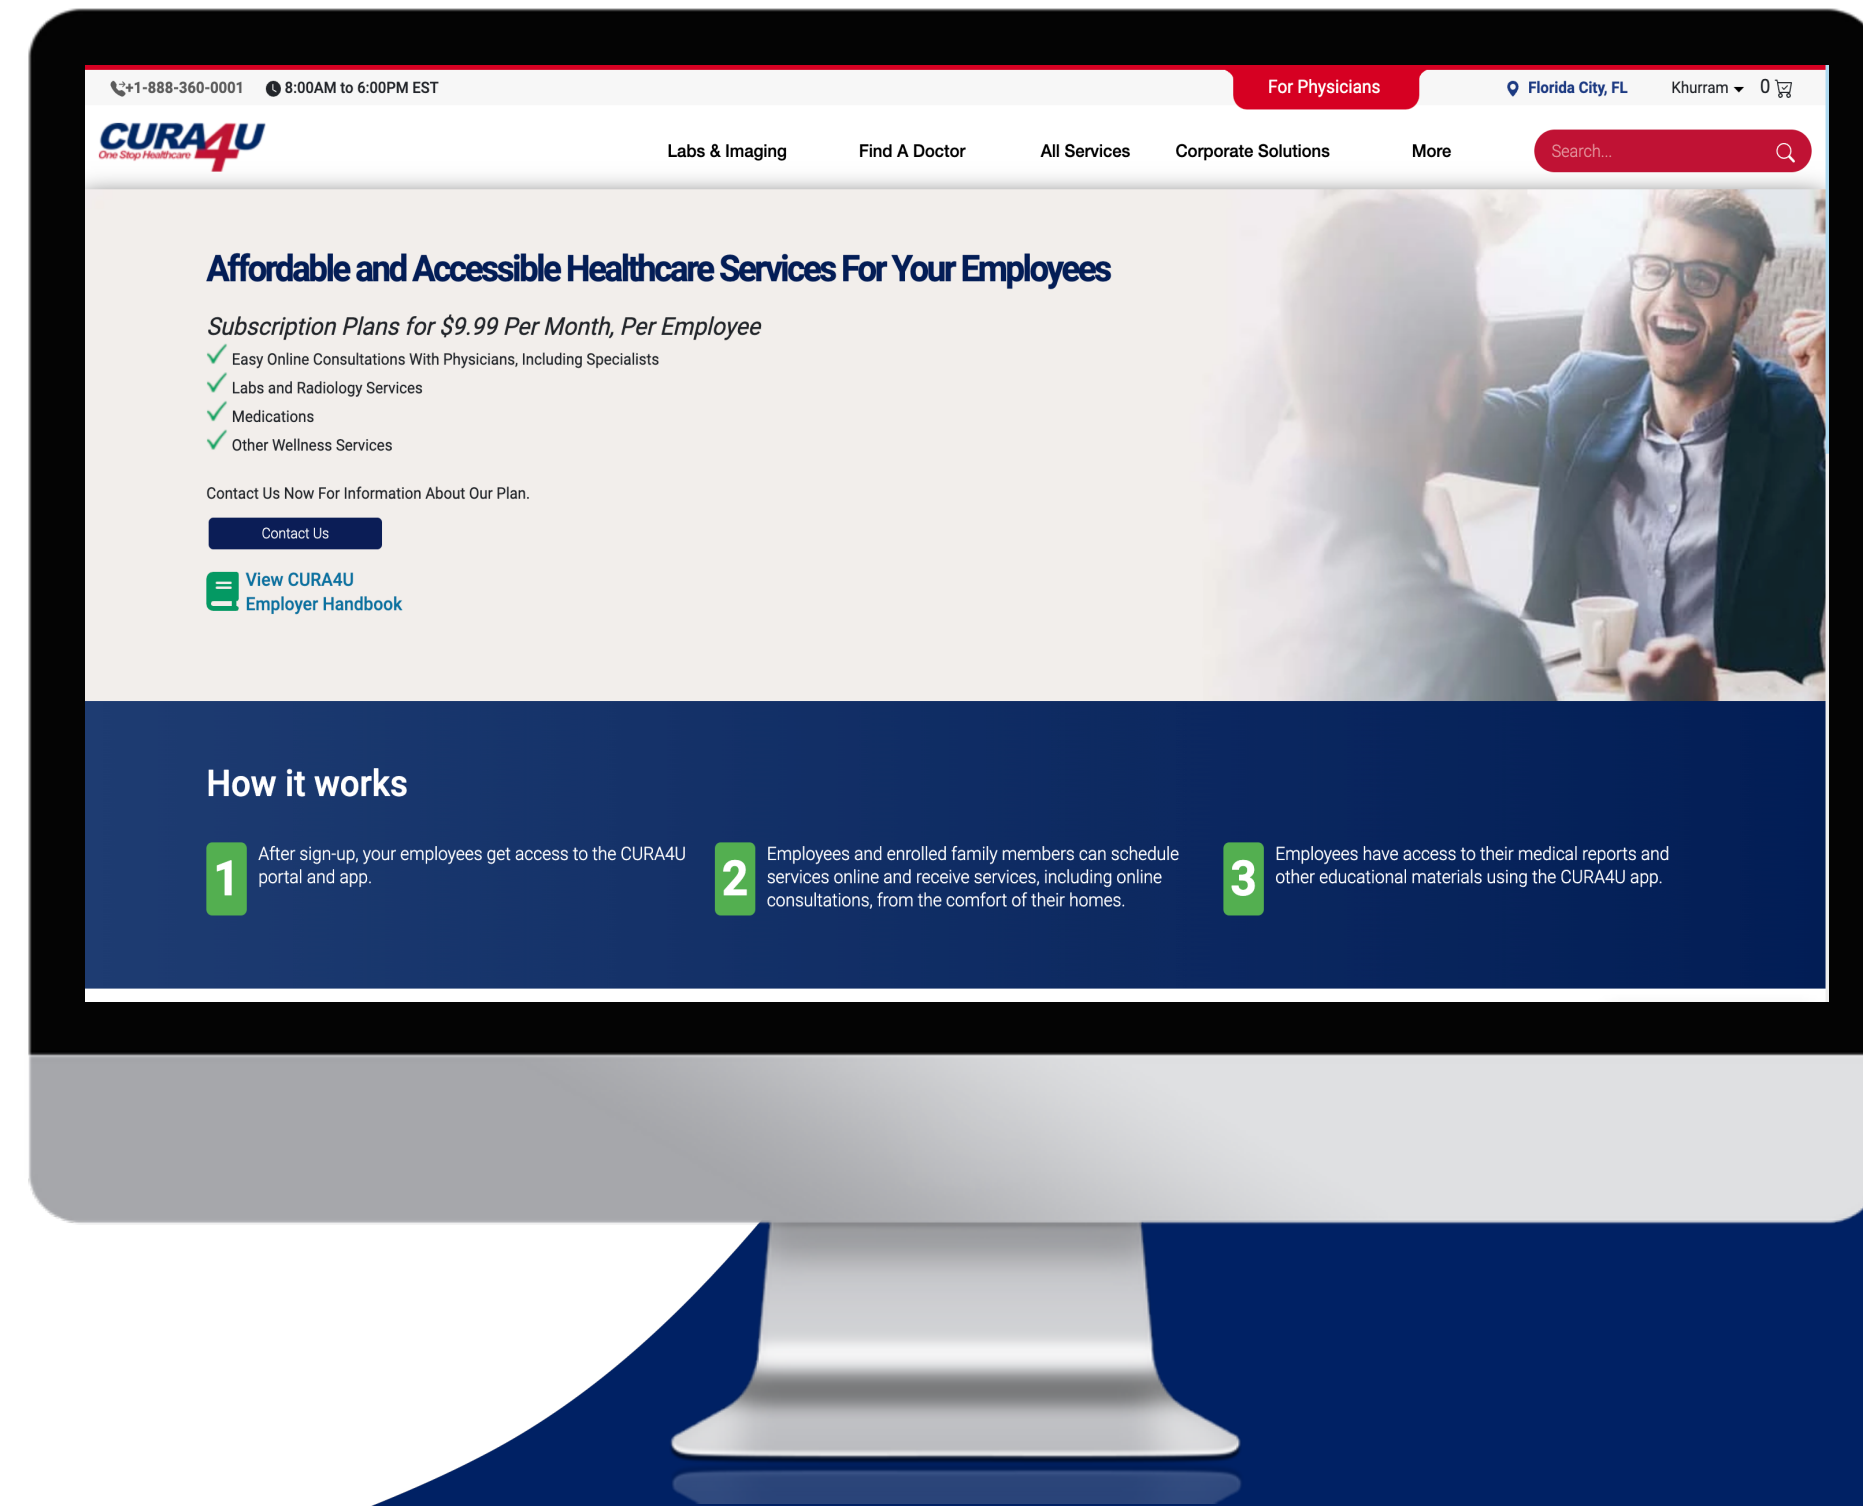 +1-888-360-0001 8:00AM to 6:00PM EST For Physicians Florida City, FL Khurram 0
CURA4U
One Stop Healthcare
Labs & Imaging Find A Doctor All Services Corporate Solutions More Search...
Affordable and Accessible Healthcare Services For Your Employees
Subscription Plans for $9.99 Per Month, Per Employee
Easy Online Consultations With Physicians, Including Specialists
Labs and Radiology Services
Medications
Other Wellness Services
Contact Us Now For Information About Our Plan.
Contact Us
View CURA4U
Employer Handbook
How it works
1
After sign-up, your employees get access to the CURA4U
portal and app.
2
Employees and enrolled family members can schedule
services online and receive services, including online
consultations, from the comfort of their homes.
3
Employees have access to their medical reports and
other educational materials using the CURA4U app.